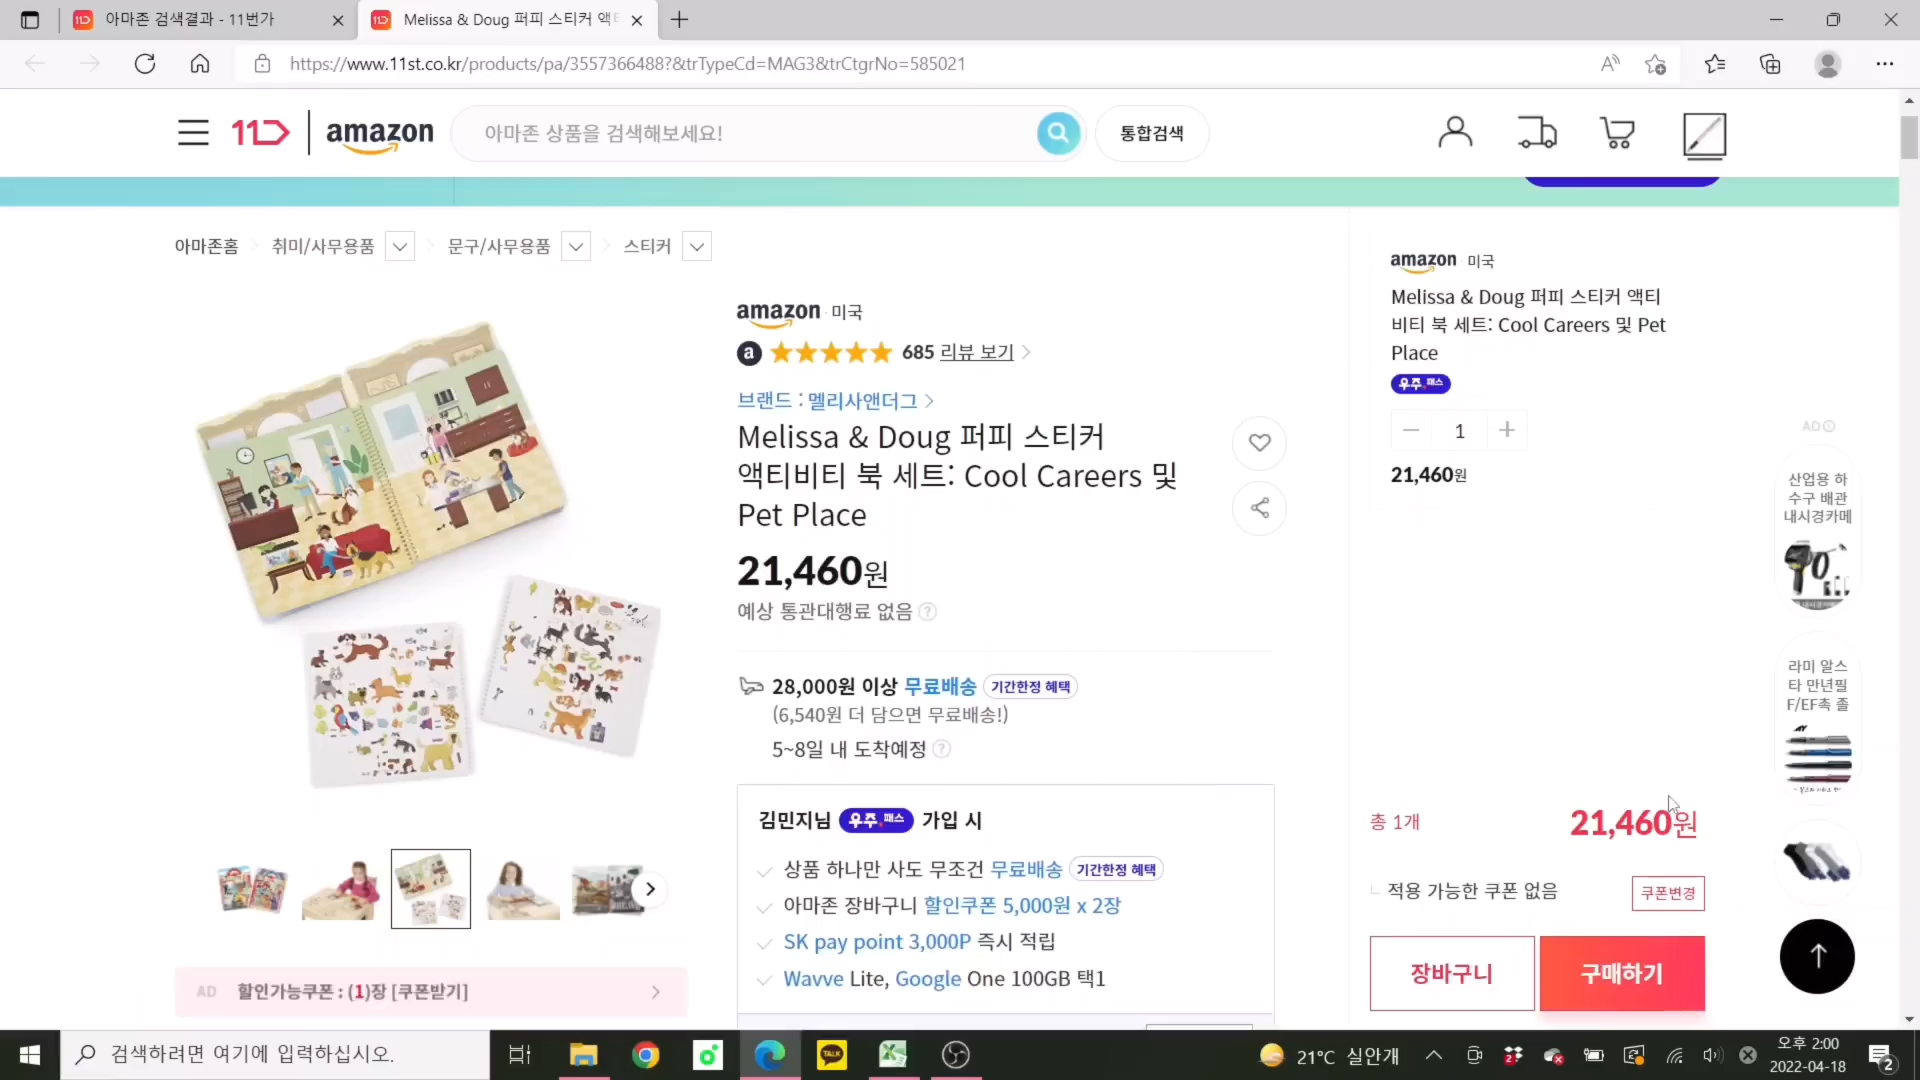 아마존 검색결과 - 11번가
Melissa & Doug 퍼피 스티커 액티
https://www.11st.co.kr/products/pa/3557366488?&trTypeCd=MAG3&trCtgrNo=585021
amazon
아마존 상품을 검색해보세요!
통합검색
아마존홈
취미/사무용품
문구/사무용품
스티커
amazon 미국
685 리뷰 보기
브랜드 : 멜리사앤더그
Melissa & Doug 퍼피 스티커
액티비티 북 세트: Cool Careers 및
Pet Place
21,460원
예상 통관대행료 없음
28,000원 이상 무료배송 기간한정 혜택
(6,540원 더 담으면 무료배송!)
5~8일 내 도착예정
김민지님 우주패스 가입 시
상품 하나만 사도 무조건 무료배송 기간한정 혜택
아마존 장바구니 할인쿠폰 5,000원 x 2장
SK pay point 3,000P 즉시 적립
Wavve Lite, Google One 100GB 택1
AD 할인가능쿠폰 : (1)장 [쿠폰받기]
amazon 미국
Melissa & Doug 퍼피 스티커 액티
비티 북 세트: Cool Careers 및 Pet
Place
우주패스
1
21,460원
총 1개
21,460원
적용 가능한 쿠폰 없음
쿠폰변경
장바구니
구매하기
AD
산업용 하
수구 배관
내시경카메
라미 알스
타 만년필
F/EF촉 졸
검색하려면 여기에 입력하십시오.
TALK
21°C 실안개
오후 2:00
2022-04-18
2